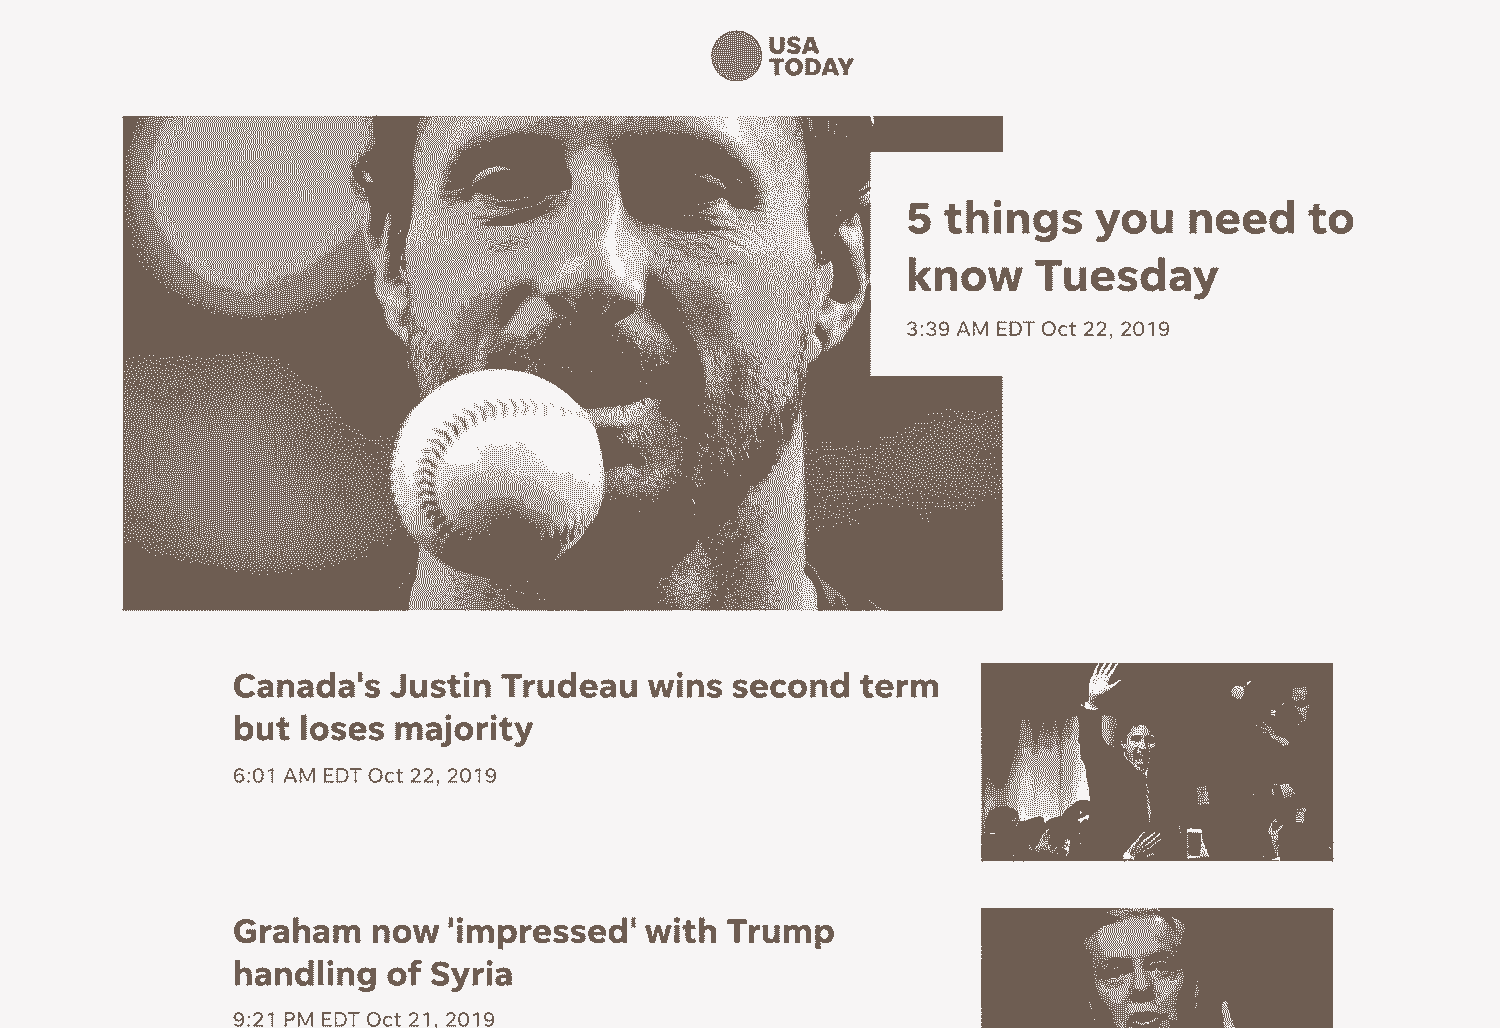 USA
TODAY
5 things you need to
know Tuesday
3:39 AM EDT Oct 22, 2019
Canada's Justin Trudeau wins second term
but loses majority
6:01 AM EDT Oct 22, 2019
Graham now 'impressed' with Trump
handling of Syria
9:21 PM EDT Oct 21, 2019